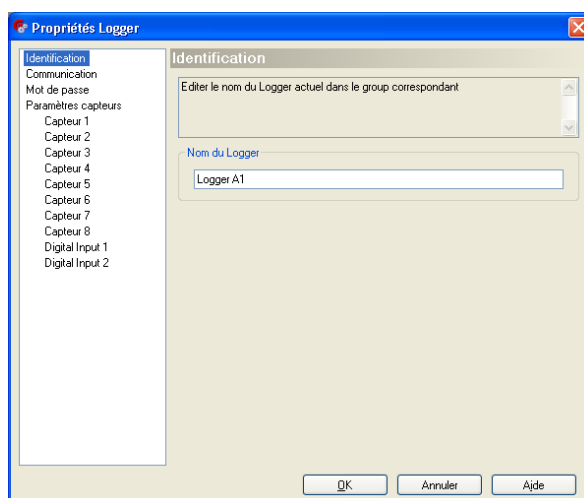 Propriétés Logger
Identification
Communication
Mot de passe
Paramètres capteurs
Capteur 1
Capteur 2
Capteur 3
Capteur 4
Capteur 5
Capteur 6
Capteur 7
Capteur 8
Digital Input 1
Digital Input 2
Identification
Editer le nom du Logger actuel dans le group correspondant
Nom du Logger
Logger A1
OK
Annuler
Aide